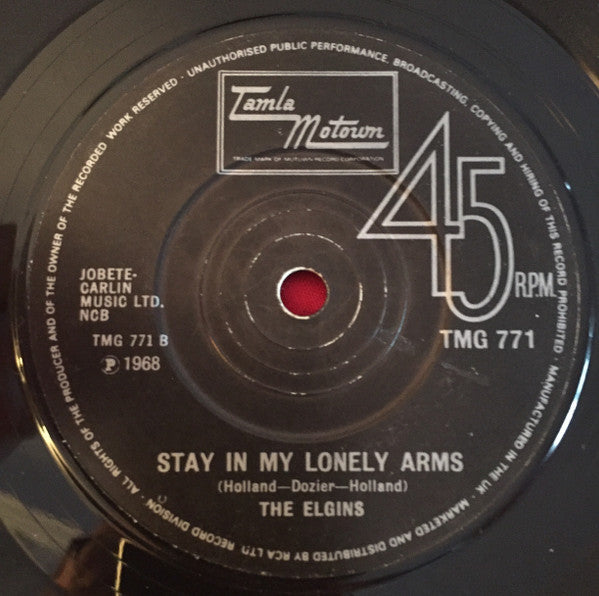 ALL RIGHTS OF THE PRODUCER AND OF THE OWNER OF THE RECORDED WORK RESERVED · UNAUTHORISED PUBLIC PERFORMANCE, BROADCASTING, COPYING AND HIRING OF THIS RECORD PROHIBITED · MANUFACTURED IN THE UK · MARKETED AND DISTRIBUTED BY RCA LTD. RECORD DIVISION ·
Tamla
Motown
TRADE MARK OF MOTOWN RECORD CORPORATION
45
R.P.M.
JOBETE-
CARLIN
MUSIC LTD.
NCB
TMG 771 B
TMG 771
℗ 1968
STAY IN MY LONELY ARMS
(Holland—Dozier—Holland)
THE ELGINS